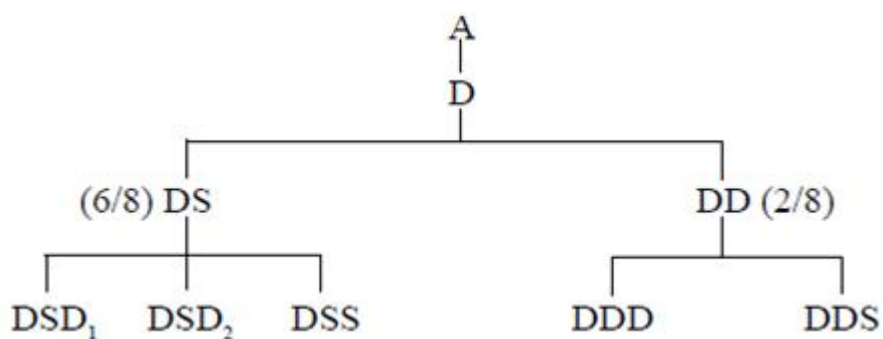 A
D
(6/8) DS DD (2/8)
DSD₁ DSD₂ DSS DDD DDS